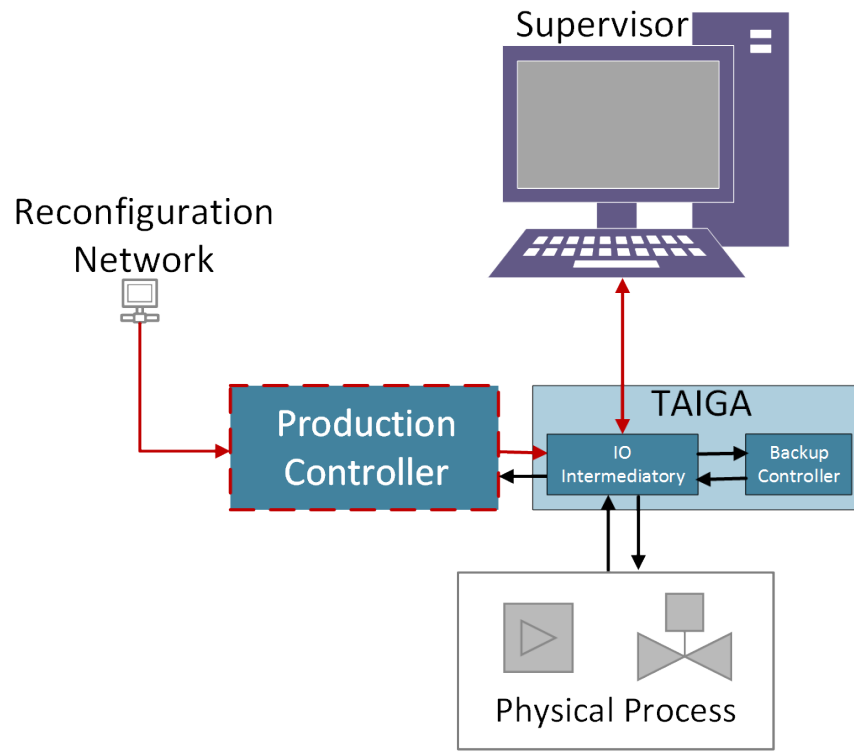 Supervisor
Reconfiguration
Network
Production
Controller
TAIGA
IO
Intermediatory
Backup
Controller
Physical Process